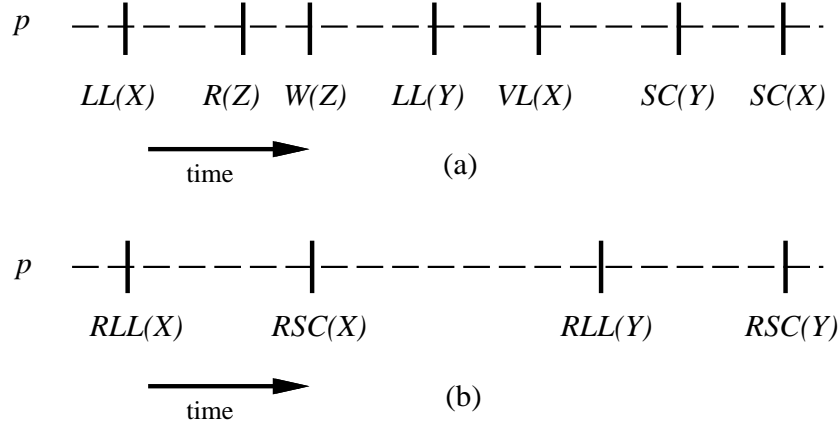 p
LL(X) R(Z) W(Z) LL(Y) VL(X) SC(Y) SC(X)
time
(a)
p
RLL(X) RSC(X) RLL(Y) RSC(Y)
time
(b)